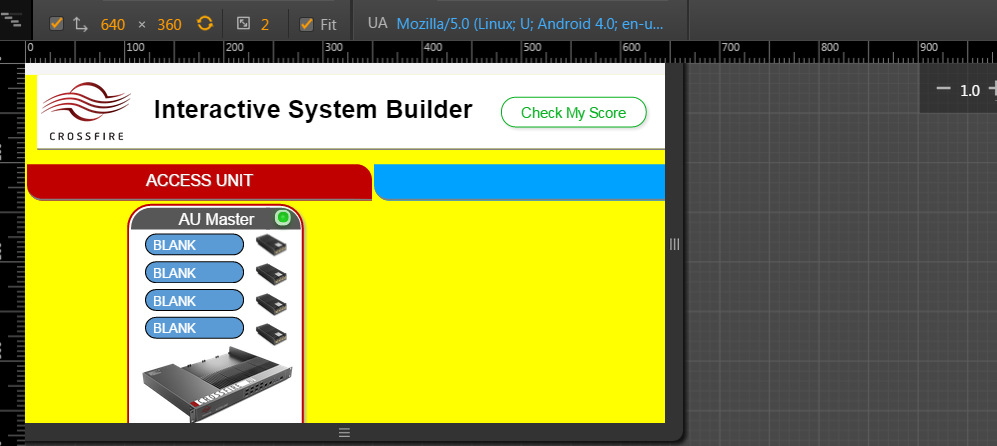 640 × 360 2 Fit UA Mozilla/5.0 (Linux; U; Android 4.0; en-u...
0 100 200 300 400 500 600 700 800 900
1.0
Interactive System Builder
Check My Score
CROSSFIRE
ACCESS UNIT
AU Master
BLANK
BLANK
BLANK
BLANK
CROSSFIRE